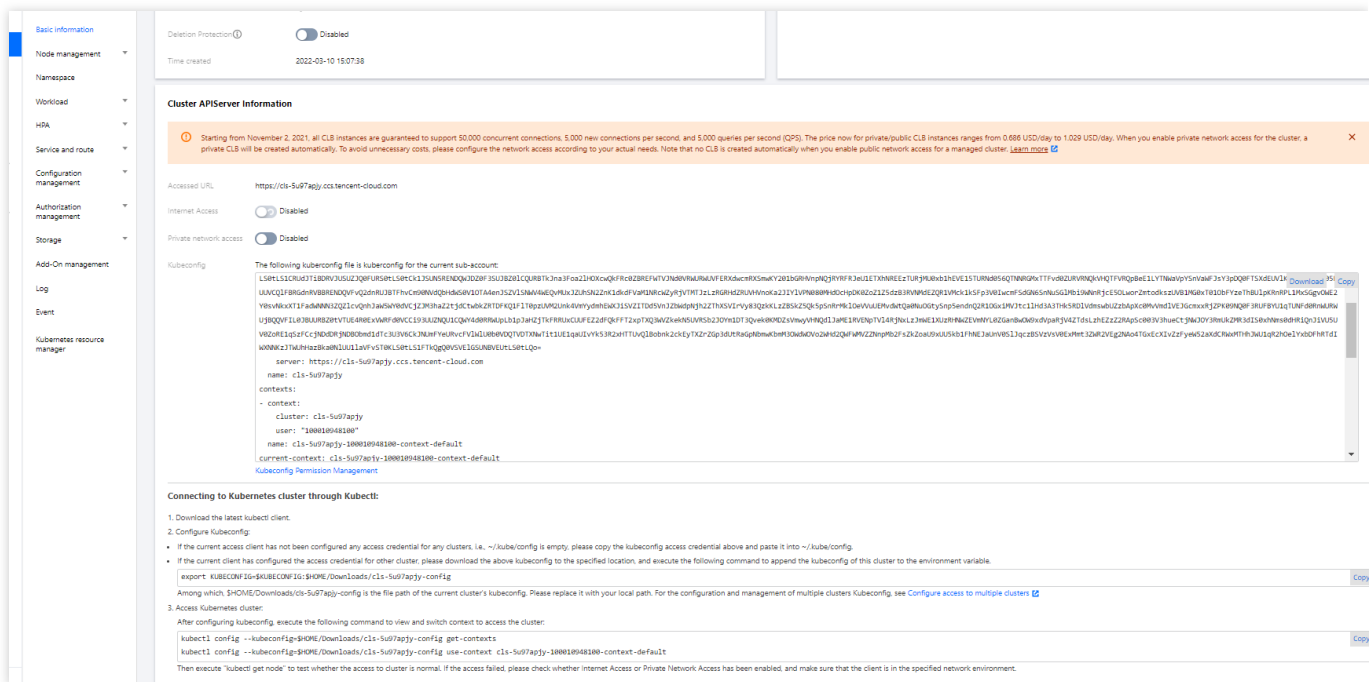 Basic information
Node management
Namespace
Workload
HPA
Service and route
Configuration
management
Authorization
management
Storage
Add-On management
Log
Event
Kubernetes resource
manager
Deletion Protection
Disabled
Time created
2022-03-10 15:07:38
Cluster APIServer Information
Starting from November 2, 2021, all CLB instances are guaranteed to support 50,000 concurrent connections, 5,000 new connections per second, and 5,000 queries per second (QPS). The price now for private/public CLB instances ranges from 0.686 USD/day to 1.029 USD/day. When you enable private network access for the cluster, a
private CLB will be created automatically. To avoid unnecessary costs, please configure the network access according to your actual needs. Note that no CLB is created automatically when you enable public network access for a managed cluster. Learn more
Accessed URL
https://cls-5u97apjy.ccs.tencent-cloud.com
Internet Access
Disabled
Private network access
Disabled
Kubeconfig
The following kuberconfig file is kuberconfig for the current sub-account:
Download Copy
server: https://cls-5u97apjy.ccs.tencent-cloud.com
name: cls-5u97apjy
contexts:
- context:
cluster: cls-5u97apjy
user: "100010948100"
name: cls-5u97apjy-100010948100-context-default
current-context: cls-5u97apjy-100010948100-context-default
Kubeconfig Permission Management
Connecting to Kubernetes cluster through Kubectl:
1. Download the latest kubectl client.
2. Configure Kubeconfig:
• If the current access client has not been configured any access credential for any clusters, i.e., ~/.kube/config is empty, please copy the kubeconfig access credential above and paste it into ~/.kube/config.
• If the current client has configured the access credential for other cluster, please download the above kubeconfig to the specified location, and execute the following command to append the kubeconfig of this cluster to the environment variable.
export KUBECONFIG=$KUBECONFIG:$HOME/Downloads/cls-5u97apjy-config
Copy
Among which, $HOME/Downloads/cls-5u97apjy-config is the file path of the current cluster's kubeconfig. Please replace it with your local path. For the configuration and management of multiple clusters Kubeconfig, see Configure access to multiple clusters
3. Access Kubernetes cluster:
After configuring kubeconfig, execute the following command to view and switch context to access the cluster:
kubectl config --kubeconfig=$HOME/Downloads/cls-5u97apjy-config get-contexts
Copy
kubectl config --kubeconfig=$HOME/Downloads/cls-5u97apjy-config use-context cls-5u97apjy-100010948100-context-default
Then execute "kubectl get node" to test whether the access to cluster is normal. If the access failed, please check whether Internet Access or Private Network Access has been enabled, and make sure that the client is in the specified network environment.